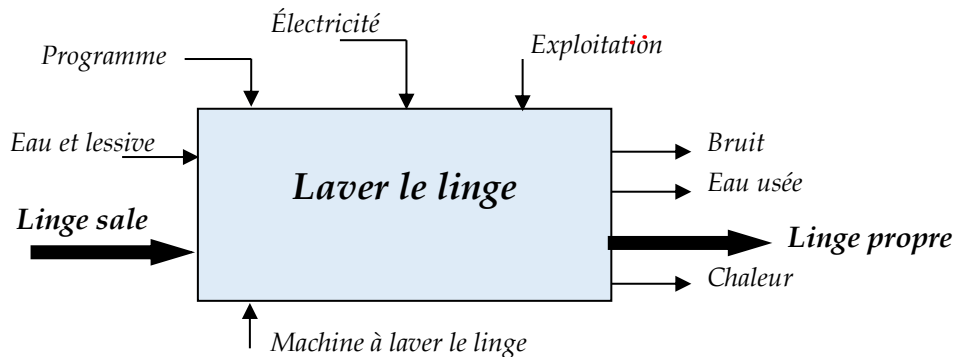 Électricité
Programme
Exploitation
Eau et lessive
Bruit
Laver le linge
Eau usée
Linge sale
Linge propre
Chaleur
Machine à laver le linge